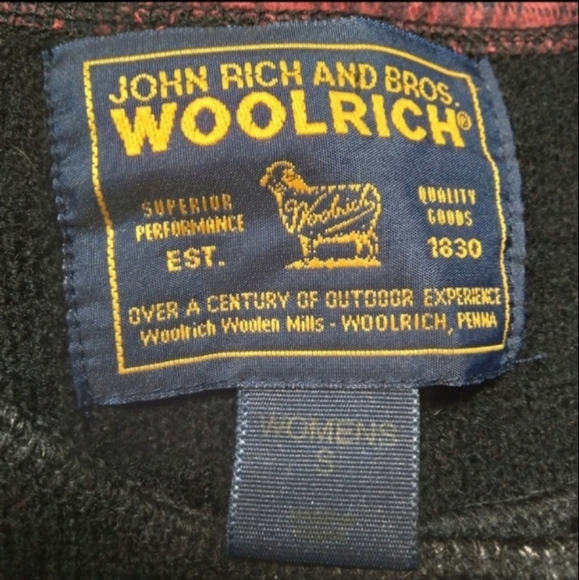 JOHN RICH AND BROS.
WOOLRICH®
Woolrich
SUPERIOR
PERFORMANCE
EST.
QUALITY
GOODS
1830
OVER A CENTURY OF OUTDOOR EXPERIENCE
Woolrich Woolen Mills - WOOLRICH, PENNA
WOMENS
S